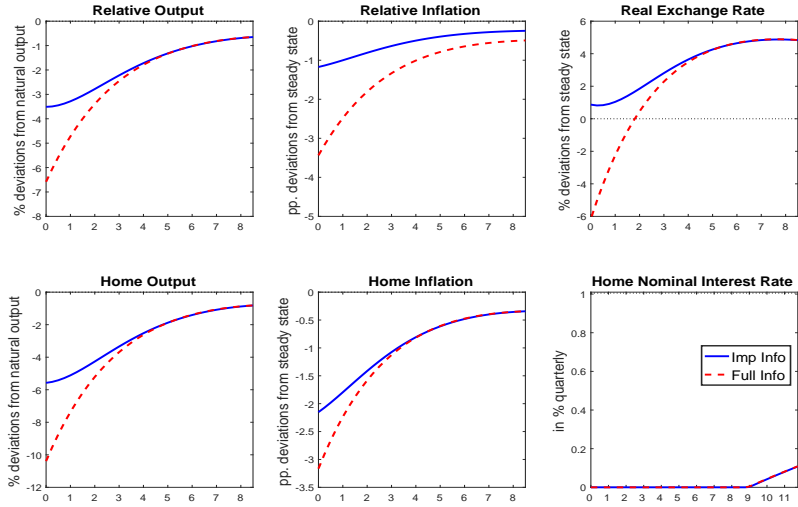 Relative Output
% deviations from natural output
0
-1
-2
-3
-4
-5
-6
-7
-8
0 1 2 3 4 5 6 7 8
Relative Inflation
pp. deviations from steady state
0
-1
-2
-3
-4
-5
0 1 2 3 4 5 6 7 8
Real Exchange Rate
% deviations from steady state
6
4
2
0
-2
-4
-6
0 1 2 3 4 5 6 7 8
Home Output
% deviations from natural output
0
-2
-4
-6
-8
-10
-12
0 1 2 3 4 5 6 7 8
Home Inflation
pp. deviations from steady state
0
-0.5
-1
-1.5
-2
-2.5
-3
-3.5
0 1 2 3 4 5 6 7 8
Home Nominal Interest Rate
in % quarterly
1
0.8
0.6
0.4
0.2
0
0 1 2 3 4 5 6 7 8 9 10 11
Imp Info
Full Info